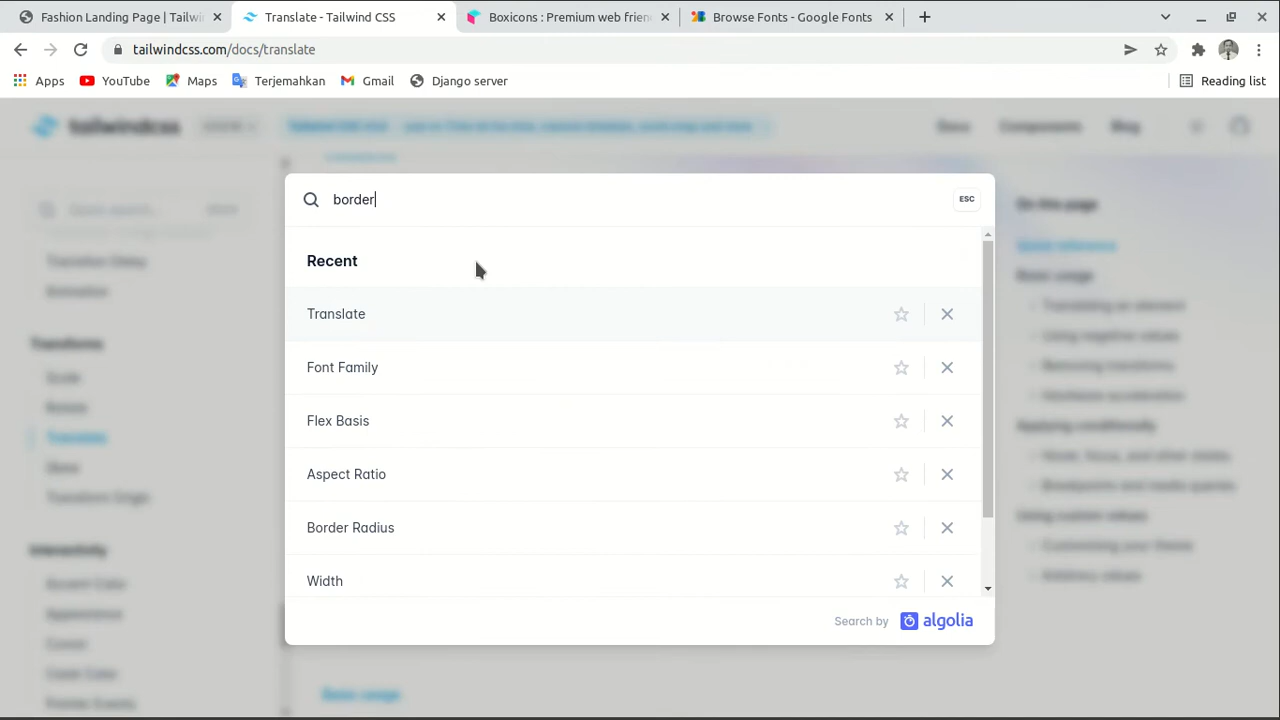 Fashion Landing Page | Tailwin
Translate - Tailwind CSS
Boxicons : Premium web frien
Browse Fonts - Google Fonts
tailwindcss.com/docs/translate
Apps
YouTube
Maps
Terjemahkan
Gmail
Django server
Reading list
tailwindcss
Docs
Components
Blog
border
ESC
Recent
Translate
Font Family
Flex Basis
Aspect Ratio
Border Radius
Width
Search by algolia
Animation
Transforms
Scale
Rotate
Translate
Skew
Transform Origin
Interactivity
Accent Color
Appearance
Cursor
Caret Color
Pointer Events
On this page
Quick reference
Basic usage
Translating an element
Using negative values
Removing transforms
Hardware acceleration
Applying conditionally
Hover, focus, and other states
Breakpoints and media queries
Using custom values
Customizing your theme
Arbitrary values
Basic usage